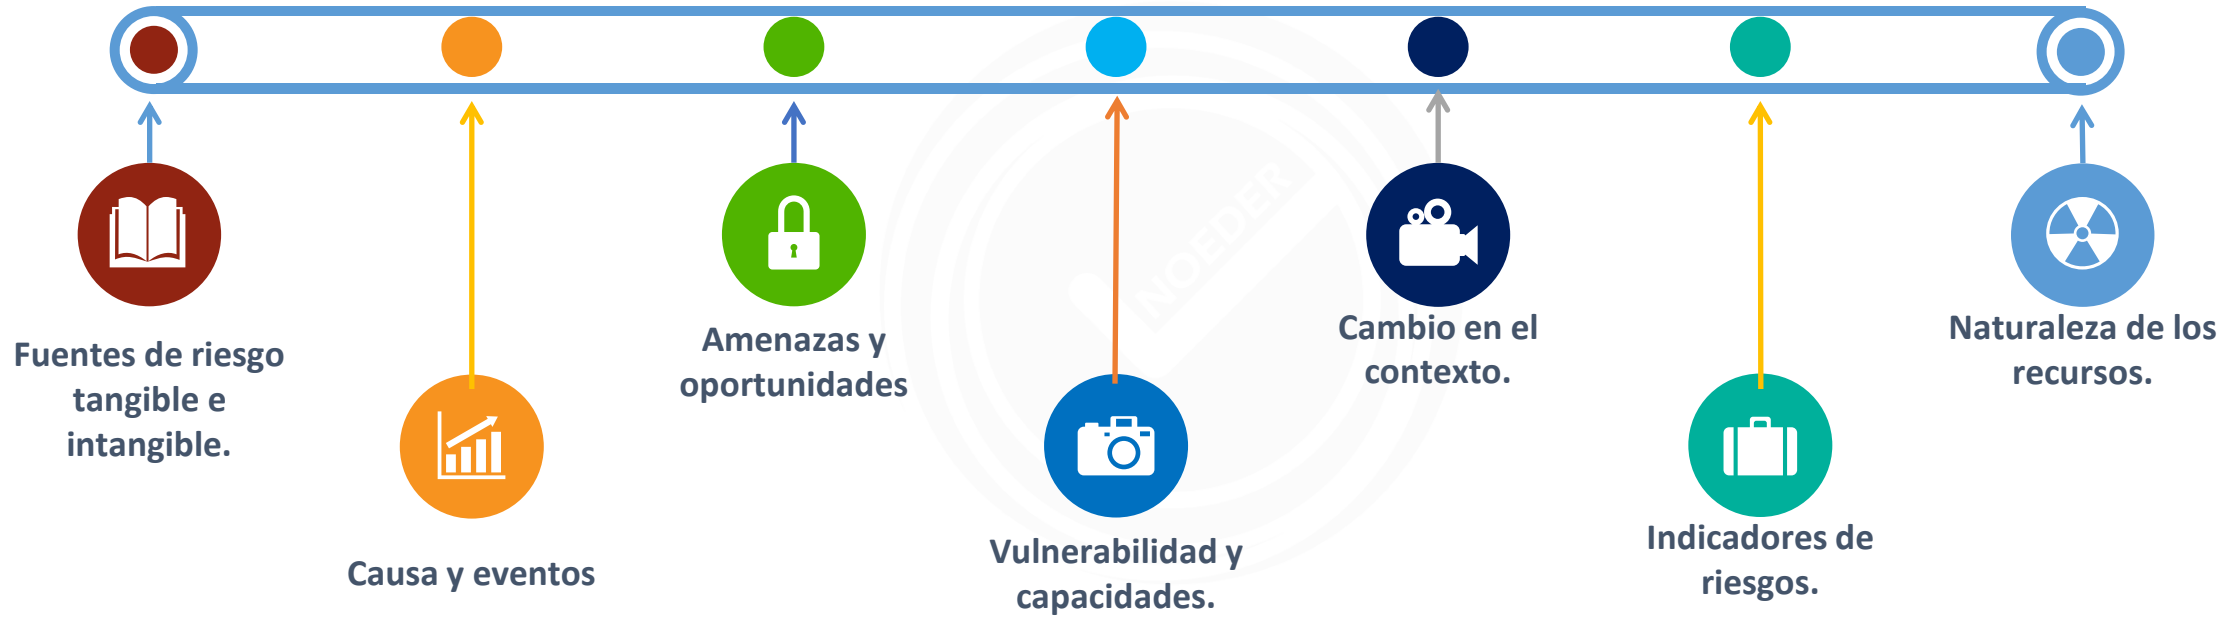 Fuentes de riesgo
tangible e
intangible.
Causa y eventos
Amenazas y
oportunidades
Vulnerabilidad y
capacidades.
Cambio en el
contexto.
Indicadores de
riesgos.
Naturaleza de los
recursos.
NOEDER